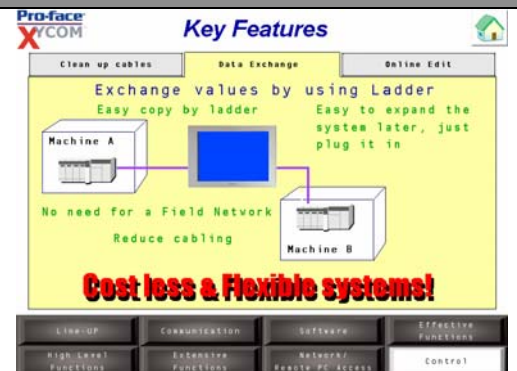 Pro-face
XYCOM
Key Features
Clean up cables
Data Exchange
Online Edit
Exchange values by using Ladder
Easy copy by ladder
Easy to expand the
system later, just
plug it in
Machine A
No need for a Field Network
Reduce cabling
Machine B
Cost less & Flexible systems!
Line-UP
Communication
Software
Effective
Functions
High Level
Functions
Extensive
Functions
Network/
Remote PC Access
Control